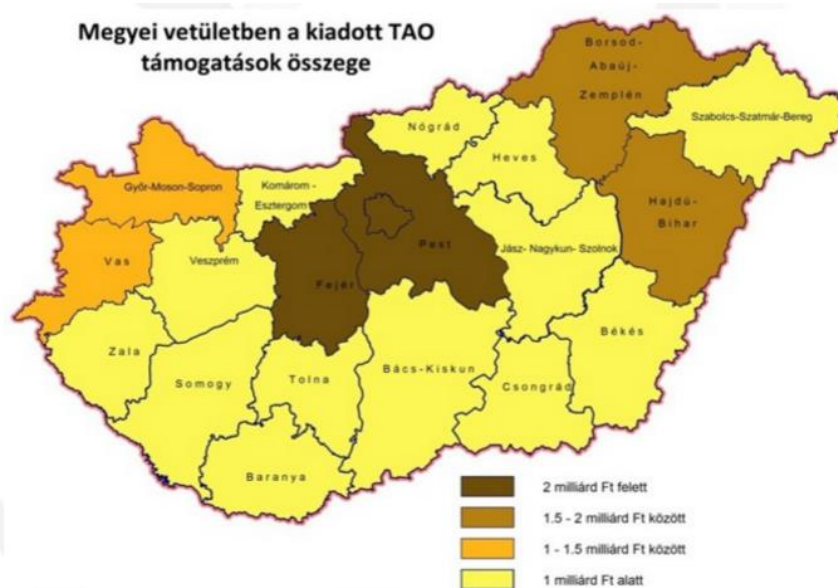 Megyei vetületben a kiadott TAO
támogatások összege
Borsod-
Abaúj-
Zemplén
Szabolcs-Szatmár-Bereg
Nógrád
Heves
Hajdú-
Bihar
Győr-Moson-Sopron
Komárom -
Esztergom
Pest
Jász- Nagykun- Szolnok
Vas
Veszprém
Fejér
Békés
Zala
Somogy
Tolna
Bács-Kiskun
Csongrád
Baranya
2 milliárd Ft felett
1.5 - 2 milliárd Ft között
1 - 1.5 milliárd Ft között
1 milliárd Ft alatt